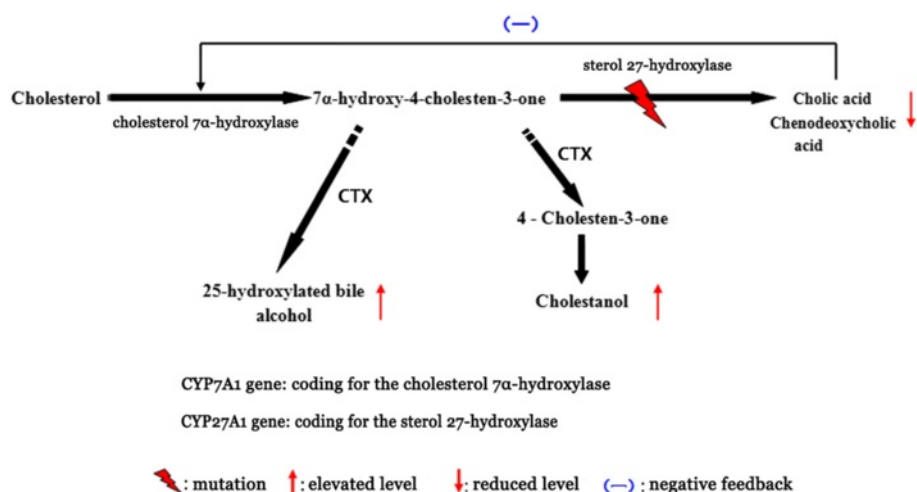 (—)
sterol 27-hydroxylase
Cholesterol
7α-hydroxy-4-cholesten-3-one
Cholic acid
Chenodeoxycholic
acid
cholesterol 7α-hydroxylase
CTX
CTX
4 - Cholesten-3-one
25-hydroxylated bile
alcohol
Cholestanol
CYP7A1 gene: coding for the cholesterol 7α-hydroxylase
CYP27A1 gene: coding for the sterol 27-hydroxylase
: mutation : elevated level : reduced level (—) : negative feedback